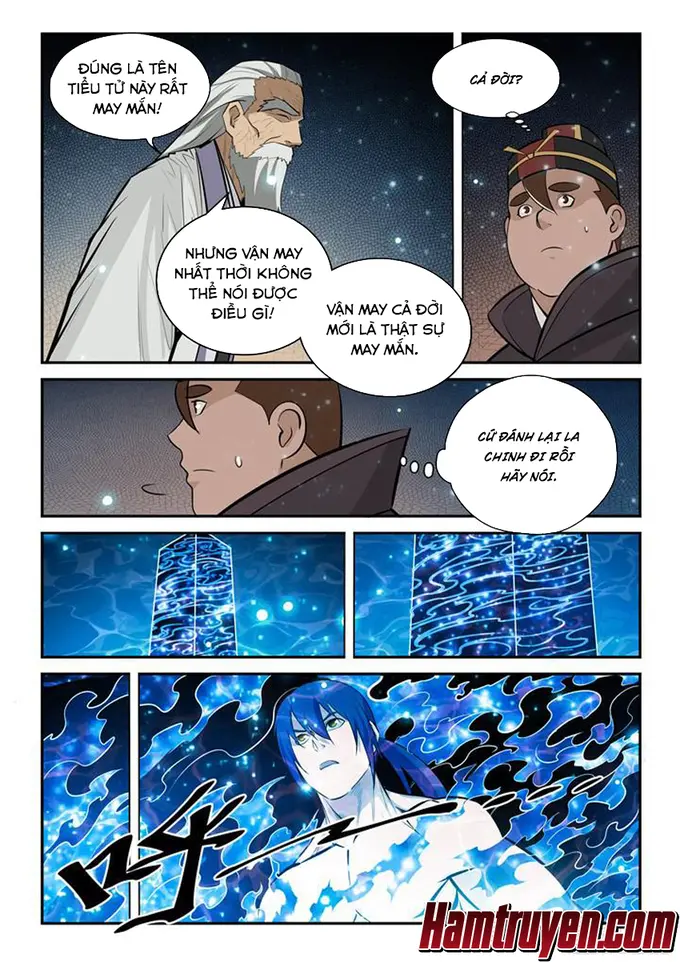 ĐÚNG LÀ TÊN
TIỂU TỬ NÀY RẤT
MAY MẮN!
CẢ ĐỜI?
NHƯNG VẬN MAY
NHẤT THỜI KHÔNG
THỂ NÓI ĐƯỢC
ĐIỀU GÌ!
VẬN MAY CẢ ĐỜI
MỚI LÀ THẬT SỰ
MAY MẮN.
CỨ ĐÁNH LẠI LA
CHINH ĐI RỒI
HÃY NÓI.
呼
Hamtruyen.com